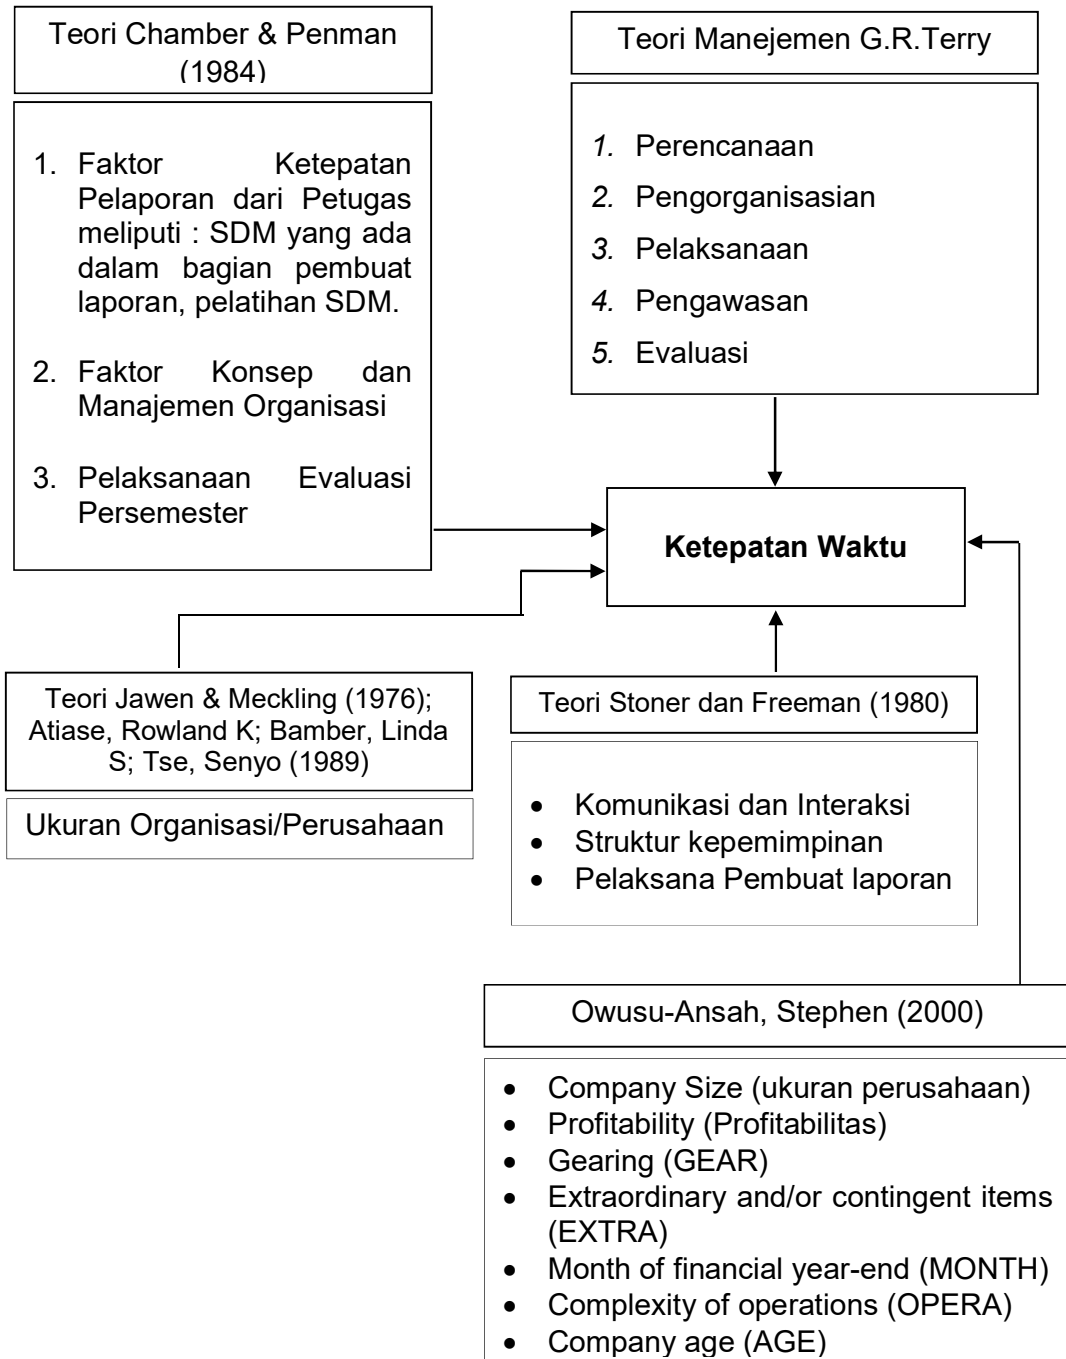 Teori Chamber & Penman
(1984)
1. Faktor Ketepatan
Pelaporan dari Petugas
meliputi : SDM yang ada
dalam bagian pembuat
laporan, pelatihan SDM.
2. Faktor Konsep dan
Manajemen Organisasi
3. Pelaksanaan Evaluasi
Persemester
Teori Manejemen G.R.Terry
1. Perencanaan
2. Pengorganisasian
3. Pelaksanaan
4. Pengawasan
5. Evaluasi
Ketepatan Waktu
Teori Jawen & Meckling (1976);
Atiase, Rowland K; Bamber, Linda
S; Tse, Senyo (1989)
Ukuran Organisasi/Perusahaan
Teori Stoner dan Freeman (1980)
• Komunikasi dan Interaksi
• Struktur kepemimpinan
• Pelaksana Pembuat laporan
Owusu-Ansah, Stephen (2000)
• Company Size (ukuran perusahaan)
• Profitability (Profitabilitas)
• Gearing (GEAR)
• Extraordinary and/or contingent items
(EXTRA)
• Month of financial year-end (MONTH)
• Complexity of operations (OPERA)
• Company age (AGE)